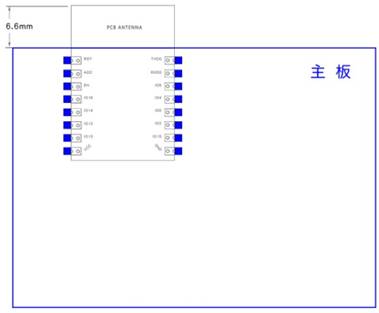 6.6mm
PCB ANTENNA
主 板
RST
TXD0
ADC
RXD0
EN
IO5
IO16
IO4
IO14
IO0
IO12
IO2
IO13
IO15
VCC
GND